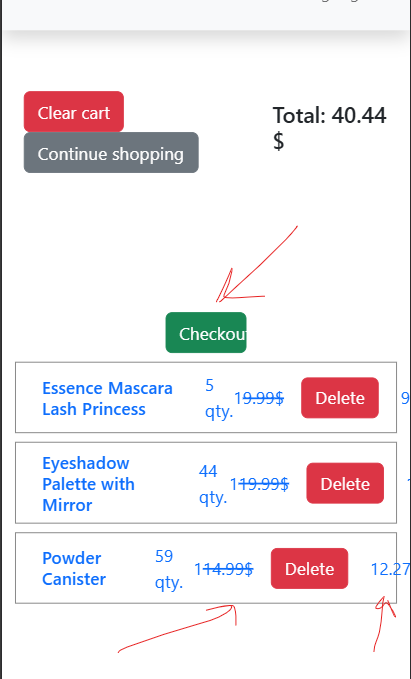 Clear cart
Total: 40.44
$
Continue shopping
Checkou
Essence Mascara
Lash Princess
5
qty.
19.99$
Delete
9
Eyeshadow
Palette with
Mirror
44
qty.
119.99$
Delete
Powder
Canister
59
qty.
114.99$
Delete
12.27